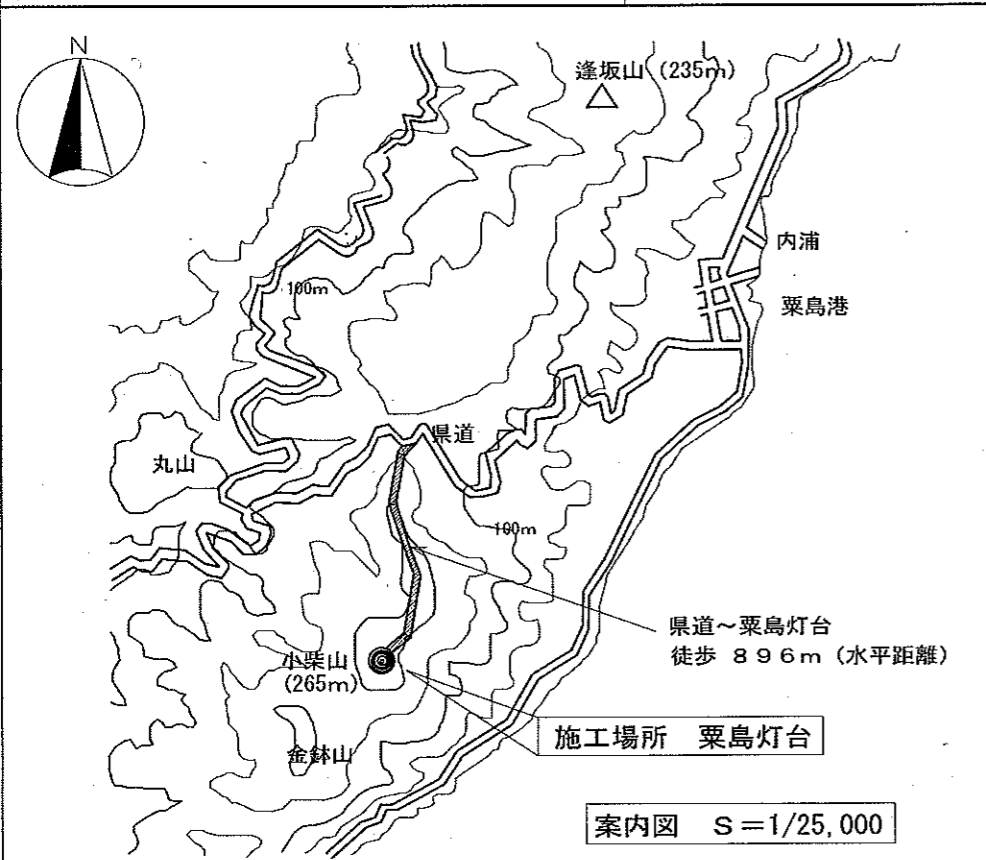 N
逢坂山 (235m)
内浦
粟島港
100m
県道
丸山
100m
県道～粟島灯台
徒歩 896m (水平距離)
小柴山
(265m)
施工場所 粟島灯台
金鉢山
案内図 S=1/25,000